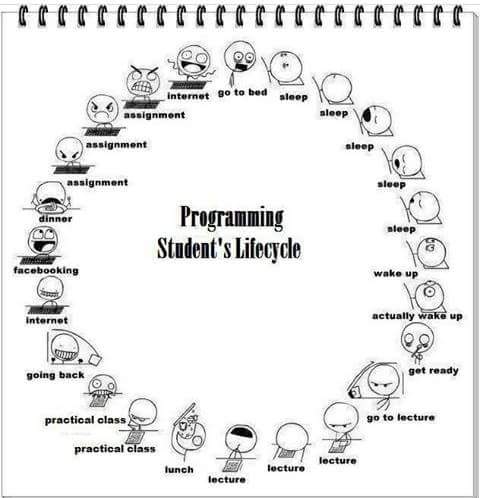 Programming
Student's Lifecycle
go to bed
sleep
sleep
sleep
sleep
sleep
wake up
actually wake up
get ready
go to lecture
lecture
lecture
lecture
lunch
practical class
practical class
going back
internet
facebooking
dinner
assignment
assignment
assignment
internet